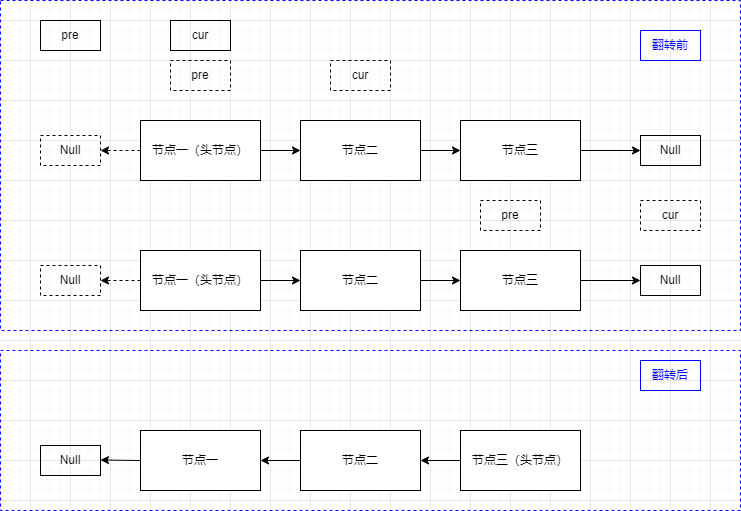 pre
cur
翻转前
pre
cur
Null
节点一（头节点）
节点二
节点三
Null
pre
cur
Null
节点一（头节点）
节点二
节点三
Null
翻转后
Null
节点一
节点二
节点三（头节点）